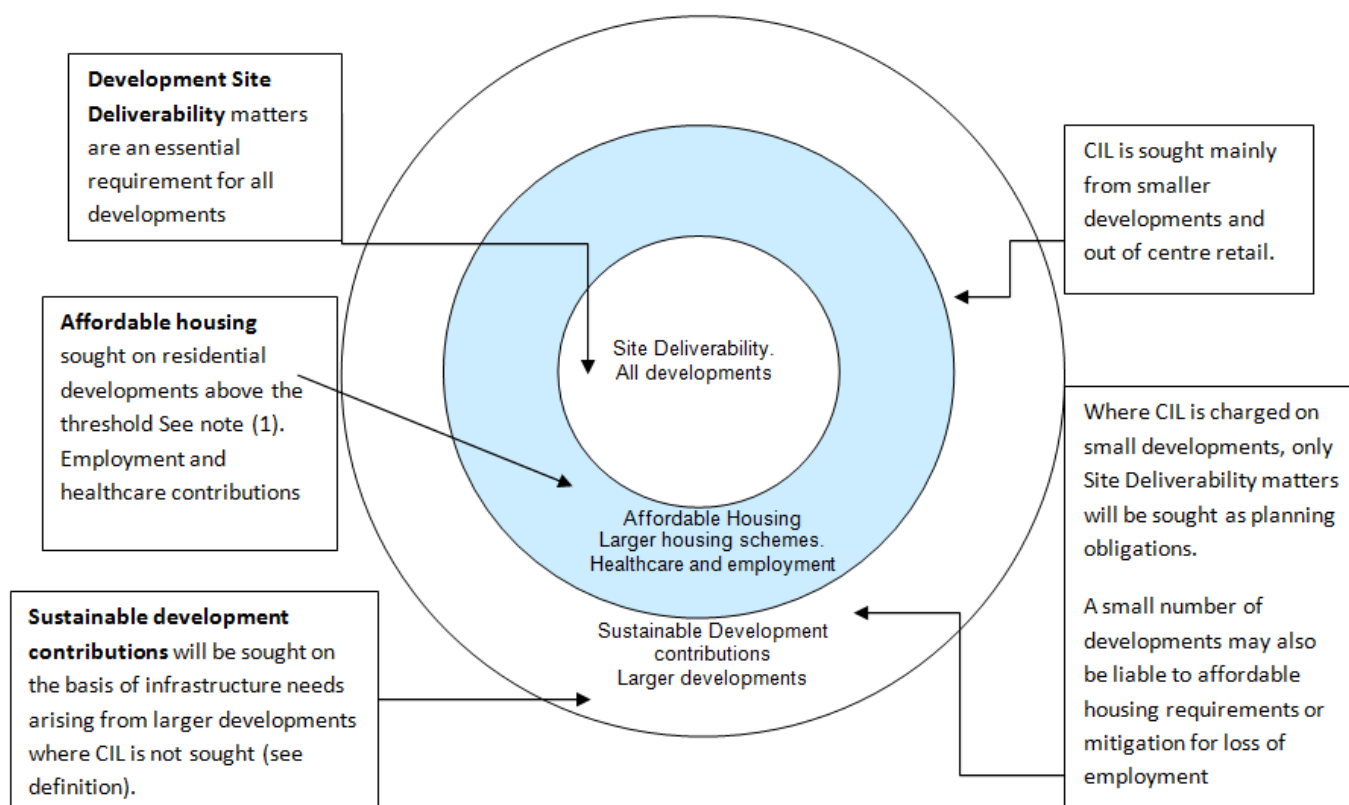 Development Site
Deliverability matters
are an essential
requirement for all
developments
Affordable housing
sought on residential
developments above the
threshold See note (1).
Employment and
healthcare contributions
Sustainable development
contributions will be sought on
the basis of infrastructure needs
arising from larger developments
where CIL is not sought (see
definition).
Site Deliverability.
All developments
Affordable Housing
Larger housing schemes.
Healthcare and employment
Sustainable Development
contributions
Larger developments
CIL is sought mainly
from smaller
developments and
out of centre retail.
Where CIL is charged on
small developments, only
Site Deliverability matters
will be sought as planning
obligations.
A small number of
developments may also
be liable to affordable
housing requirements or
mitigation for loss of
employment